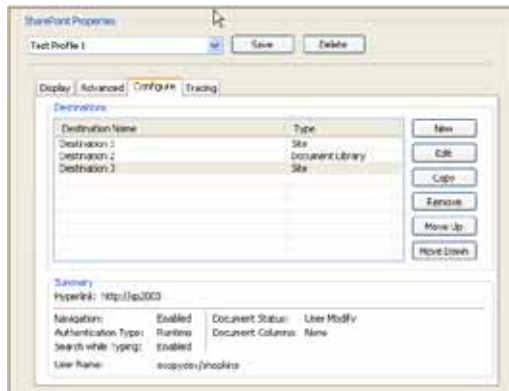 SharePoint Properties
Test Profile 1
Save
Delete
Display
Advanced
Configure
Tracing
Destinations
Destination Name Type
Destination 1 Site
Destination 2 Document Library
Destination 3 Site
New
Edit
Copy
Remove
Move Up
Move Down
Summary
Hyperlink: http://sp2003
Navigation: Enabled Document Status: User Modify
Authentication Type: Runtime Document Columns: None
Search while Typing: Enabled
User Name: